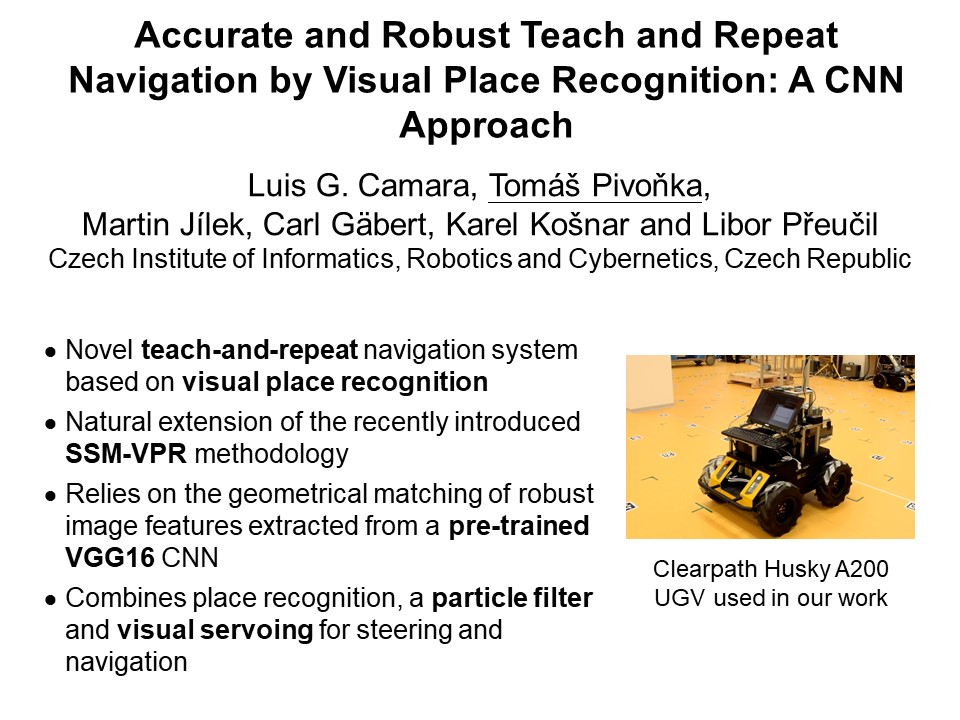 Accurate and Robust Teach and Repeat
Navigation by Visual Place Recognition: A CNN
Approach
Luis G. Camara, Tomáš Pivoňka,
Martin Jílek, Carl Gäbert, Karel Košnar and Libor Přeučil
Czech Institute of Informatics, Robotics and Cybernetics, Czech Republic
● Novel teach-and-repeat navigation system
based on visual place recognition
● Natural extension of the recently introduced
SSM-VPR methodology
● Relies on the geometrical matching of robust
image features extracted from a pre-trained
VGG16 CNN
● Combines place recognition, a particle filter
and visual servoing for steering and
navigation
Clearpath Husky A200
UGV used in our work